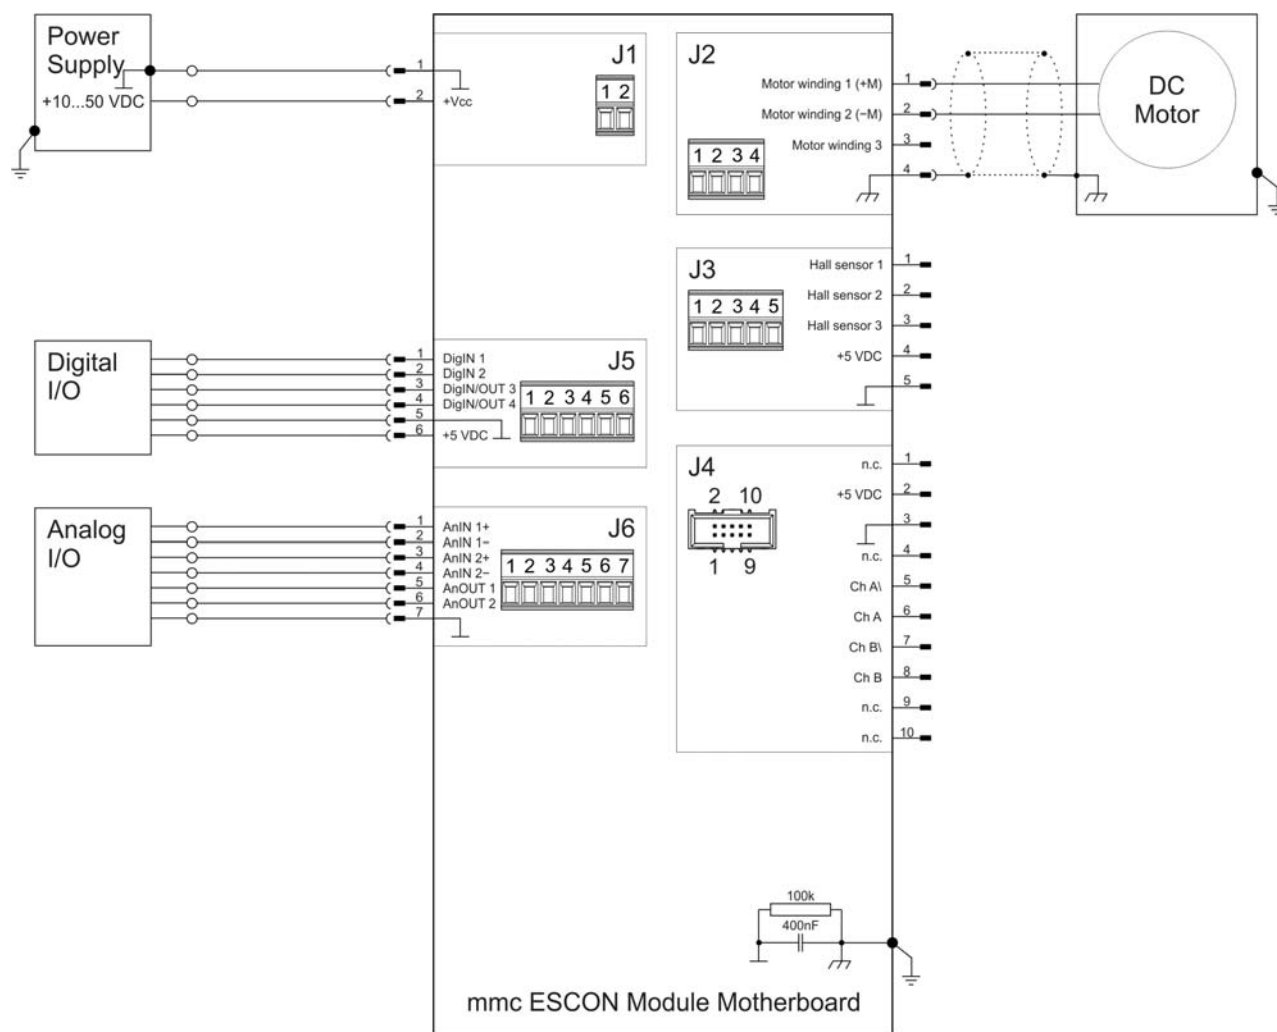 Power
Supply
+10...50 VDC
1
2
+Vcc
J1
1 2
J2
1 2 3 4
Motor winding 1 (+M)
1
Motor winding 2 (−M)
2
Motor winding 3
3
4
DC
Motor
J3
1 2 3 4 5
Hall sensor 1
1
Hall sensor 2
2
Hall sensor 3
3
+5 VDC
4
5
Digital
I/O
1
DigIN 1
2
DigIN 2
3
DigIN/OUT 3
4
DigIN/OUT 4
5
6
+5 VDC
J5
1 2 3 4 5 6
J4
2 10
1 9
n.c.
1
+5 VDC
2
3
n.c.
4
Ch A\
5
Ch A
6
Ch B\
7
Ch B
8
n.c.
9
n.c.
10
Analog
I/O
1
AnIN 1+
2
AnIN 1−
3
AnIN 2+
4
AnIN 2−
5
AnOUT 1
6
AnOUT 2
7
J6
1 2 3 4 5 6 7
100k
400nF
mmc ESCON Module Motherboard